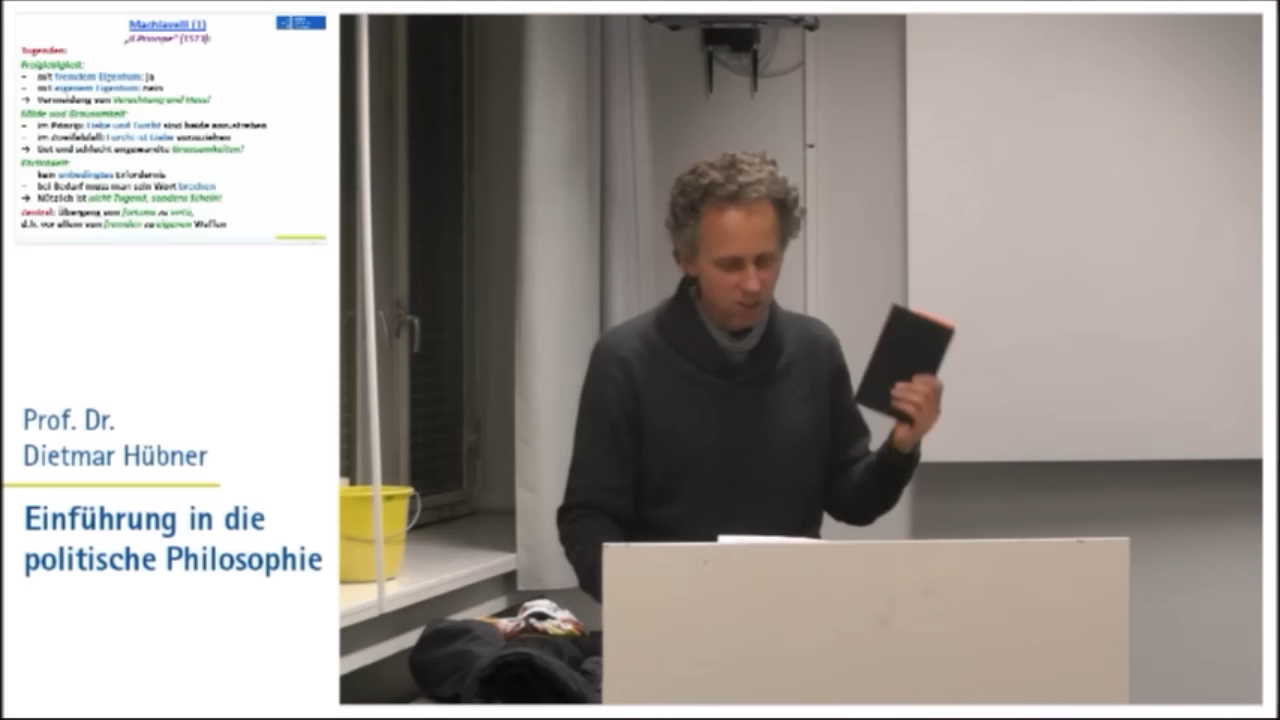 Machiavelli (1)
„Il Principe" (1513):
Tugenden:
Freigiebigkeit:
- mit fremdem Eigentum: ja
- mit eigenem Eigentum: nein
→ Vermeidung von Verachtung und Hass!
Milde und Grausamkeit:
- im Prinzip: Liebe und Furcht sind beide anzustreben
- im Zweifelsfall: Furcht ist Liebe vorzuziehen
→ Gut und schlecht angewandte Grausamkeiten!
Ehrlichkeit:
kein unbedingtes Erfordernis
- bei Bedarf muss man sein Wort brechen
→ Nützlich ist nicht Tugend, sondern Schein!
Zentral: Übergang von fortuna zu virtù,
d.h. vor allem von fremden zu eigenen Waffen
Prof. Dr.
Dietmar Hübner
Einführung in die
politische Philosophie